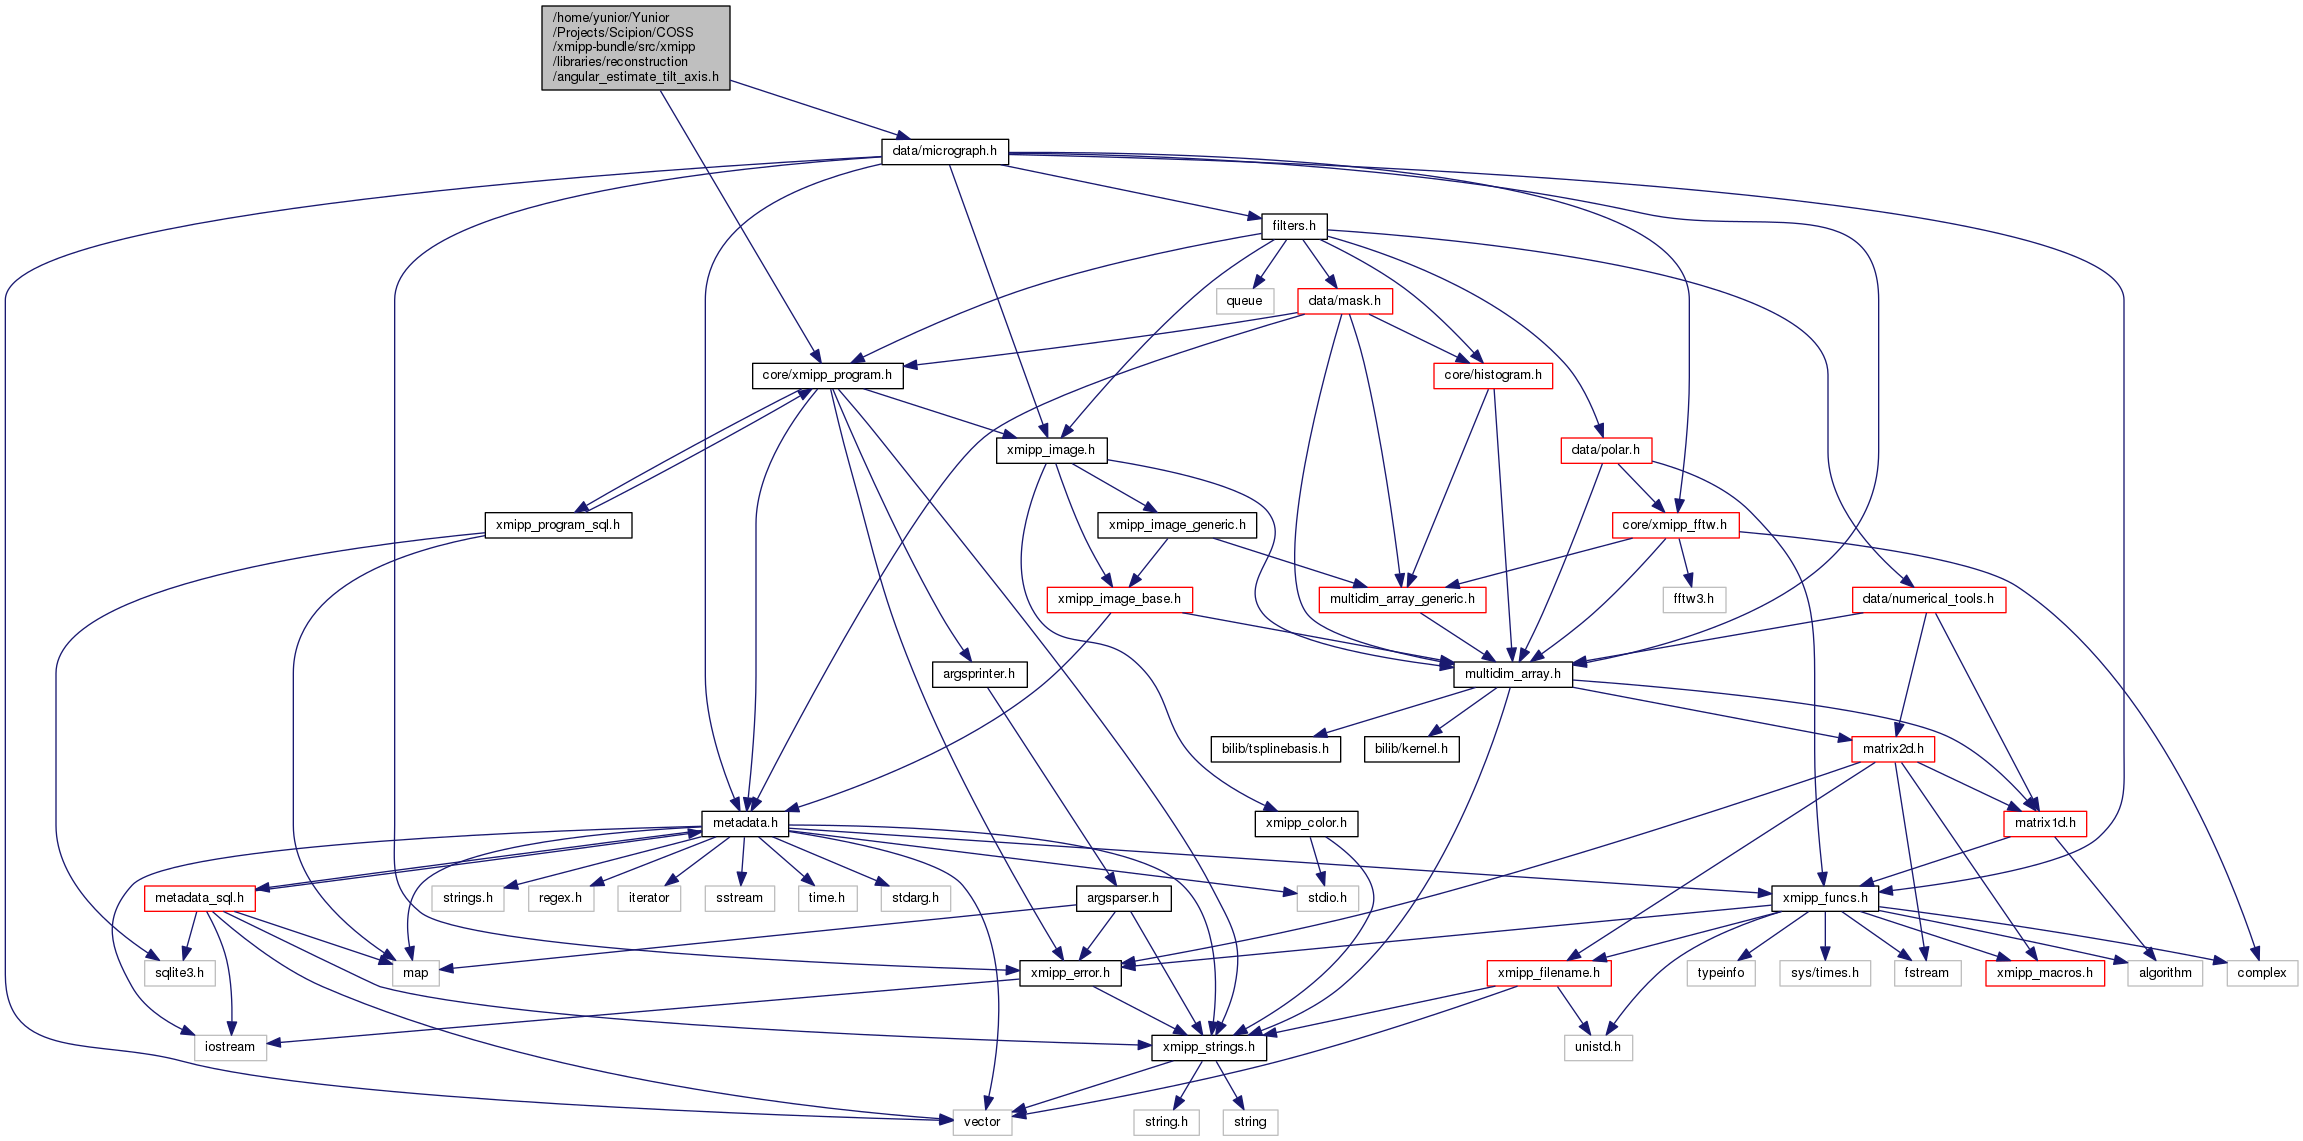 /home/yunior/Yunior
/Projects/Scipion/COSS
/xmipp-bundle/src/xmipp
/libraries/reconstruction
/angular_estimate_tilt_axis.h
data/micrograph.h
filters.h
queue
data/mask.h
core/xmipp_program.h
core/histogram.h
xmipp_image.h
data/polar.h
xmipp_program_sql.h
xmipp_image_generic.h
core/xmipp_fftw.h
xmipp_image_base.h
multidim_array_generic.h
fftw3.h
data/numerical_tools.h
argsprinter.h
multidim_array.h
bilib/tsplinebasis.h
bilib/kernel.h
matrix2d.h
metadata.h
xmipp_color.h
matrix1d.h
metadata_sql.h
strings.h
regex.h
iterator
sstream
time.h
stdarg.h
argsparser.h
stdio.h
xmipp_funcs.h
sqlite3.h
map
xmipp_error.h
xmipp_filename.h
typeinfo
sys/times.h
fstream
xmipp_macros.h
algorithm
complex
iostream
xmipp_strings.h
unistd.h
vector
string.h
string